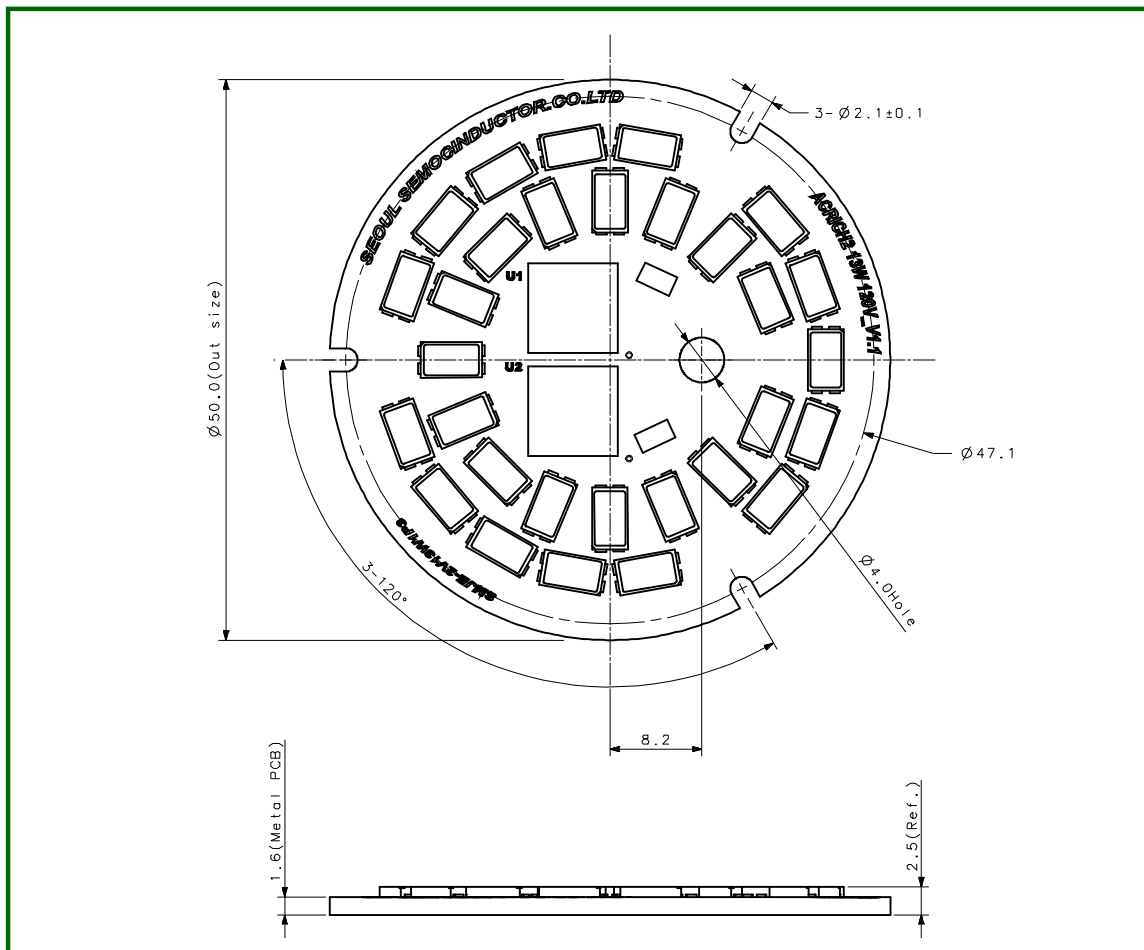 SEOUL SEMOCINDUCTOR.CO.LTD
3-Ø2.1±0.1
ACRICH2 13W 120V_V1.1
U1
Ø50.0(Out size)
U2
Ø47.1
3-120°
Ø4.0Hole
8.2
1.6(Metal PCB)
2.5(Ref.)